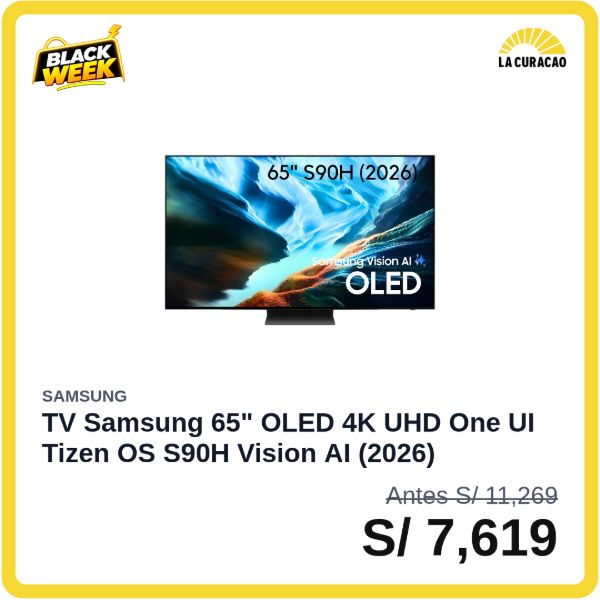 BLACK
WEEK
LA CURACAO
65" S90H (2026)
Samsung Vision AI
OLED
SAMSUNG
TV Samsung 65" OLED 4K UHD One UI
Tizen OS S90H Vision AI (2026)
Antes S/ 11,269
S/ 7,619